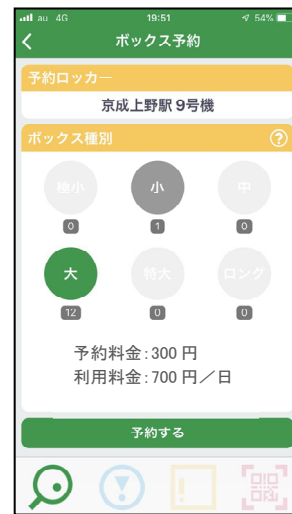 au 4G 19:51 54%
ボックス予約
予約ロッカー
京成上野駅 9号機
ボックス種別 ?
極小 小 中
0 1 0
大 特大 ロング
12 0 0
予約料金:300 円
利用料金:700 円／日
予約する